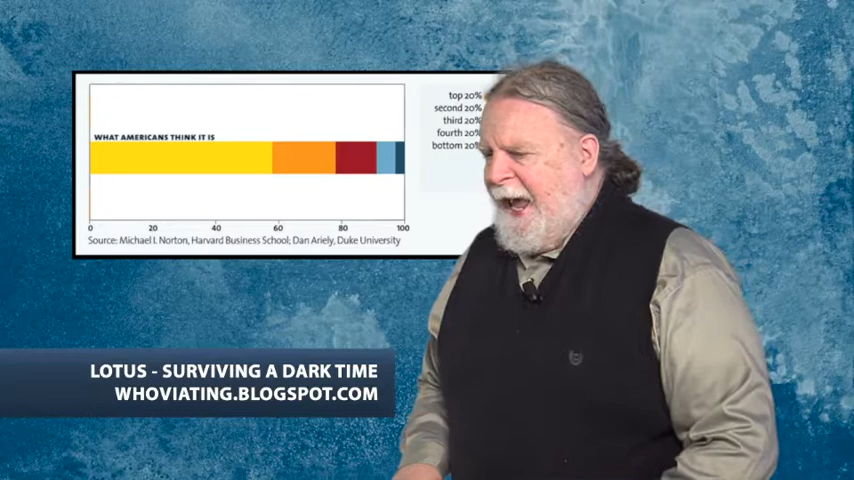 top 20%
second 20%
third 20%
fourth 20%
bottom 20%
WHAT AMERICANS THINK IT IS
0 20 40 60 80 100
Source: Michael I. Norton, Harvard Business School; Dan Ariely, Duke University
LOTUS - SURVIVING A DARK TIME
WHOVIATING.BLOGSPOT.COM